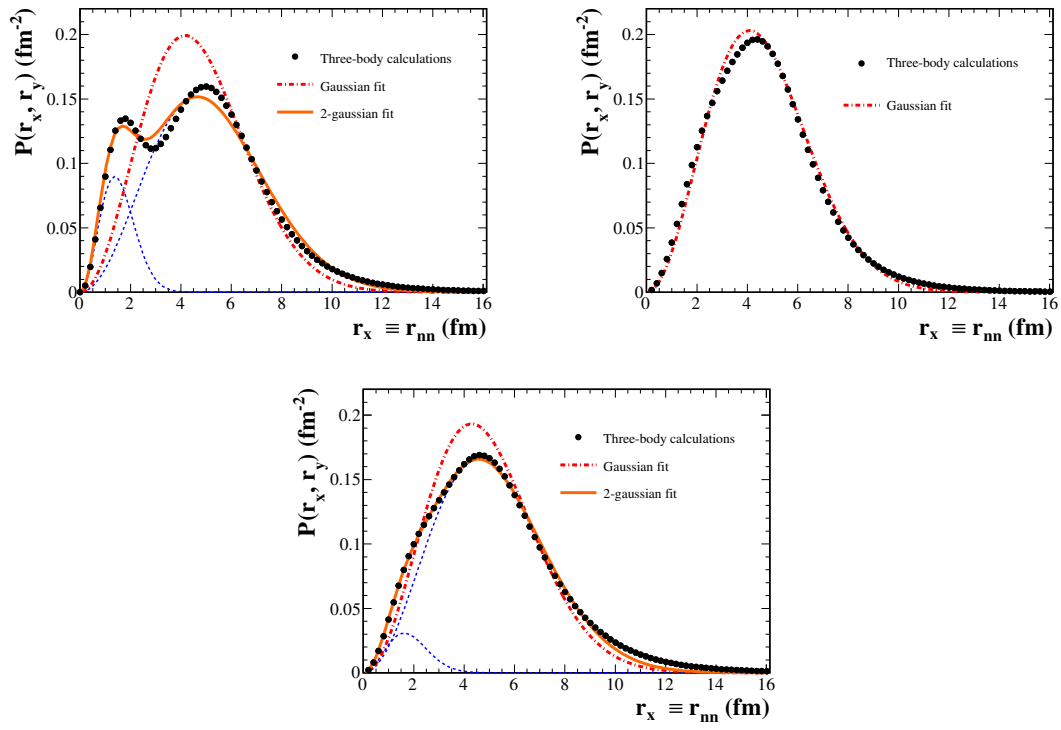 P(r_x, r_y) (fm^-2)
0.2
0.15
0.1
0.05
0
Three-body calculations
Gaussian fit
2-gaussian fit
0 2 4 6 8 10 12 14 16
r_x ≡ r_nn (fm)
P(r_x, r_y) (fm^-2)
0.2
0.15
0.1
0.05
0
Three-body calculations
Gaussian fit
0 2 4 6 8 10 12 14 16
r_x ≡ r_nn (fm)
P(r_x, r_y) (fm^-2)
0.2
0.15
0.1
0.05
0
Three-body calculations
Gaussian fit
2-gaussian fit
0 2 4 6 8 10 12 14 16
r_x ≡ r_nn (fm)